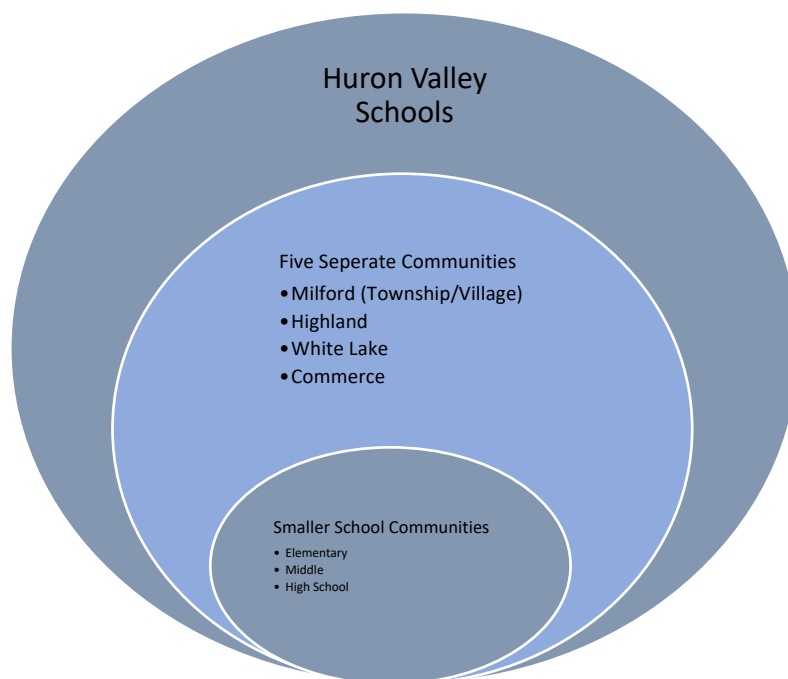 Huron Valley
Schools
Five Seperate Communities
•Milford (Township/Village)
•Highland
•White Lake
•Commerce
Smaller School Communities
• Elementary
• Middle
• High School